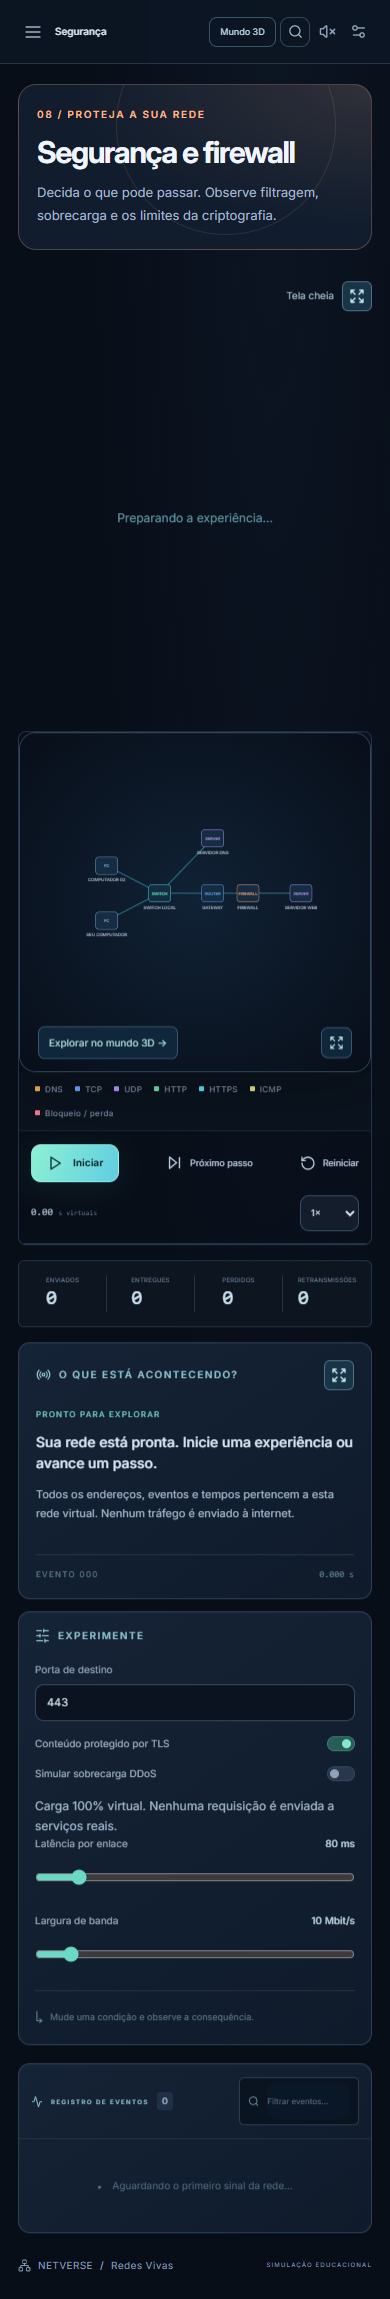 Segurança
Mundo 3D
08 / PROTEJA A SUA REDE
Segurança e firewall
Decida o que pode passar. Observe filtragem,
sobrecarga e os limites da criptografia.
Tela cheia
Preparando a experiência...
SERVER
SERVIDOR DNS
PC
COMPUTADOR 02
SWITCH
ROUTER
FIREWALL
SERVER
SWITCH LOCAL
GATEWAY
FIREWALL
SERVIDOR WEB
PC
SEU COMPUTADOR
Explorar no mundo 3D →
DNS
TCP
UDP
HTTP
HTTPS
ICMP
Bloqueio / perda
Iniciar
Próximo passo
Reiniciar
0.00 s virtuais
1×
ENVIADOS
ENTREGUES
PERDIDOS
RETRANSMISSÕES
0
0
0
0
O QUE ESTÁ ACONTECENDO?
PRONTO PARA EXPLORAR
Sua rede está pronta. Inicie uma experiência ou
avance um passo.
Todos os endereços, eventos e tempos pertencem a esta
rede virtual. Nenhum tráfego é enviado à internet.
EVENTO 000
0.000 s
EXPERIMENTE
Porta de destino
443
Conteúdo protegido por TLS
Simular sobrecarga DDoS
Carga 100% virtual. Nenhuma requisição é enviada a
serviços reais.
Latência por enlace
80 ms
Largura de banda
10 Mbit/s
Mude uma condição e observe a consequência.
REGISTRO DE EVENTOS
0
Filtrar eventos...
Aguardando o primeiro sinal da rede...
NETVERSE / Redes Vivas
SIMULAÇÃO EDUCACIONAL